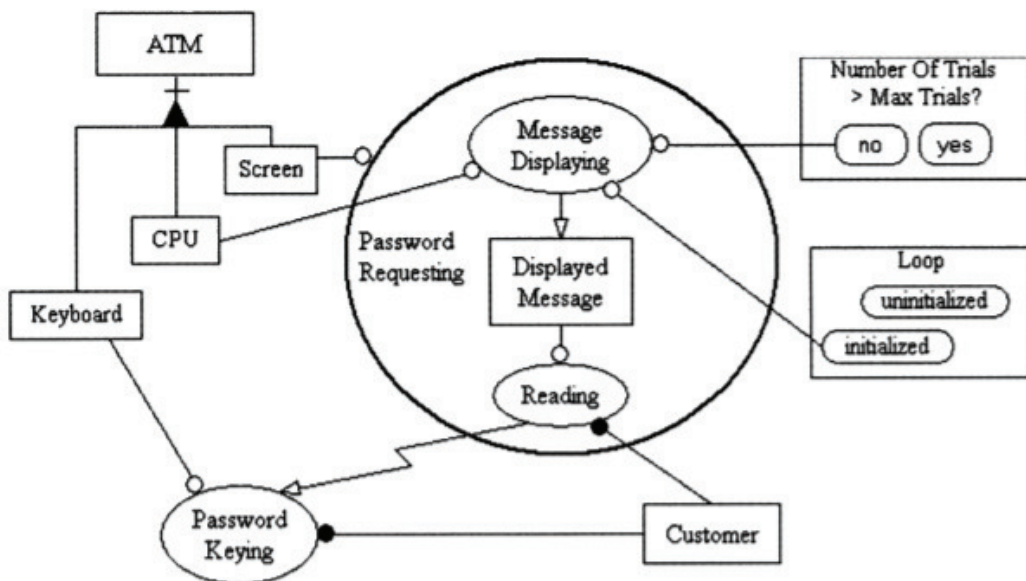 ATM
Number Of Trials
> Max Trials?
no
yes
Message
Displaying
Screen
CPU
Password
Requesting
Displayed
Message
Loop
uninitialized
initialized
Keyboard
Reading
Password
Keying
Customer